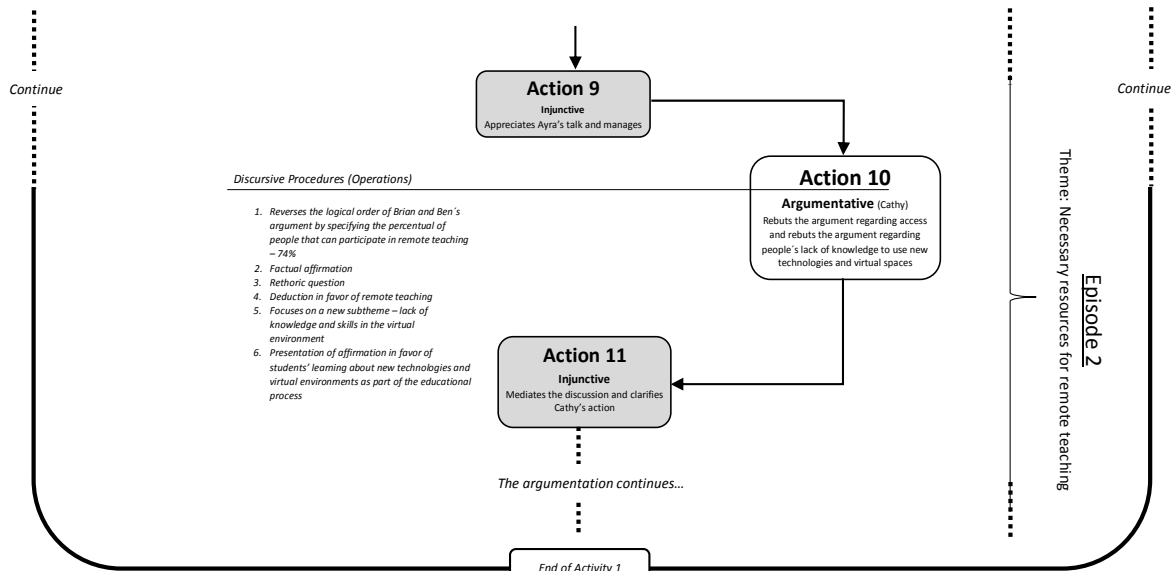 Continue
Continue
Action 9
Injunctive
Appreciates Ayra's talk and manages
Discursive Procedures (Operations)
1. Reverses the logical order of Brian and Ben´s
argument by specifying the percentual of
people that can participate in remote teaching
– 74%
2. Factual affirmation
3. Rethoric question
4. Deduction in favor of remote teaching
5. Focuses on a new subtheme – lack of
knowledge and skills in the virtual
environment
6. Presentation of affirmation in favor of
students' learning about new technologies and
virtual environments as part of the educational
process
Action 10
Argumentative (Cathy)
Rebuts the argument regarding access
and rebuts the argument regarding
people´s lack of knowledge to use new
technologies and virtual spaces
Action 11
Injunctive
Mediates the discussion and clarifies
Cathy's action
The argumentation continues...
Episode 2
Theme: Necessary resources for remote teaching
End of Activity 1